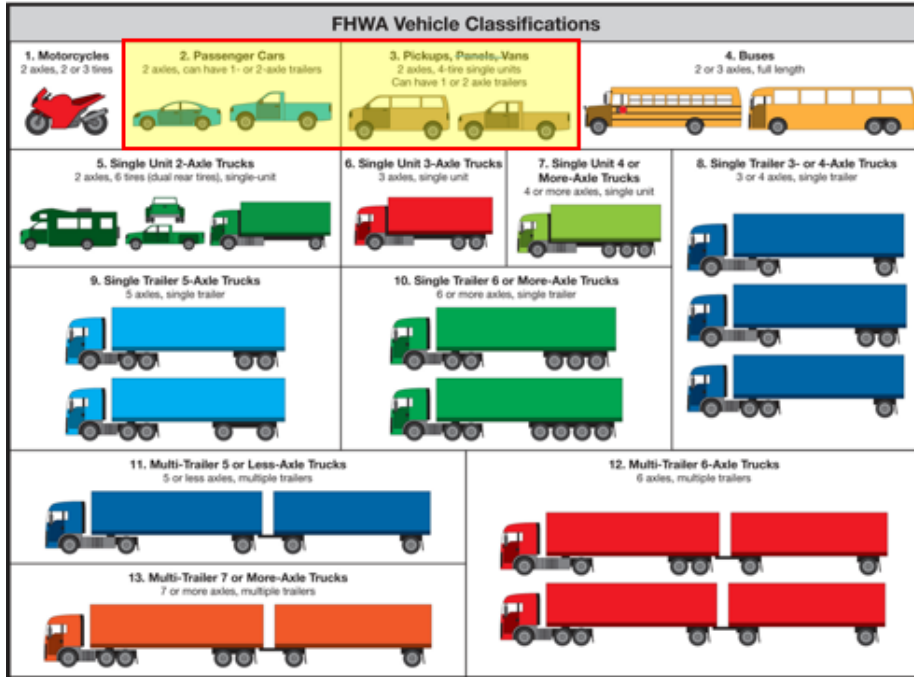 FHWA Vehicle Classifications
1. Motorcycles
2 axles, 2 or 3 tires
2. Passenger Cars
2 axles, can have 1- or 2-axle trailers
3. Pickups, Panels, Vans
2 axles, 4-tire single units
Can have 1 or 2 axle trailers
4. Buses
2 or 3 axles, full length
5. Single Unit 2-Axle Trucks
2 axles, 6 tires (dual rear tires), single-unit
6. Single Unit 3-Axle Trucks
3 axles, single unit
7. Single Unit 4 or
More-Axle Trucks
4 or more axles, single unit
8. Single Trailer 3- or 4-Axle Trucks
3 or 4 axles, single trailer
9. Single Trailer 5-Axle Trucks
5 axles, single trailer
10. Single Trailer 6 or More-Axle Trucks
6 or more axles, single trailer
11. Multi-Trailer 5 or Less-Axle Trucks
5 or less axles, multiple trailers
12. Multi-Trailer 6-Axle Trucks
6 axles, multiple trailers
13. Multi-Trailer 7 or More-Axle Trucks
7 or more axles, multiple trailers